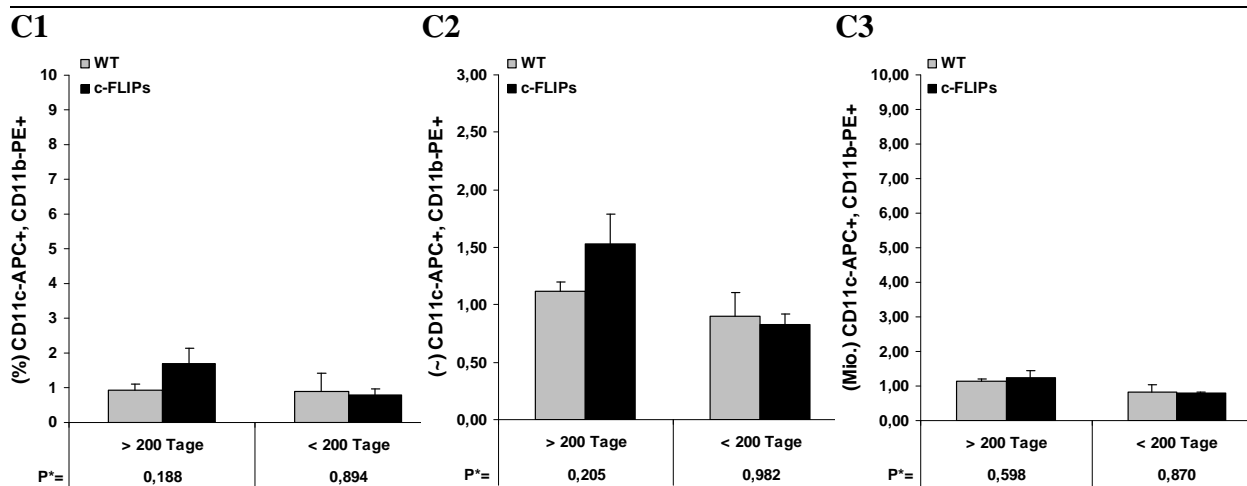 C1
WT
c-FLIPs
(%) CD11c-APC+, CD11b-PE+
10
9
8
7
6
5
4
3
2
1
0
> 200 Tage
< 200 Tage
P*=
0,188
0,894
C2
WT
c-FLIPs
(~) CD11c-APC+, CD11b-PE+
3,00
2,50
2,00
1,50
1,00
0,50
0,00
> 200 Tage
< 200 Tage
P*=
0,205
0,982
C3
WT
c-FLIPs
(Mio.) CD11c-APC+, CD11b-PE+
10,00
9,00
8,00
7,00
6,00
5,00
4,00
3,00
2,00
1,00
0,00
> 200 Tage
< 200 Tage
P*=
0,598
0,870